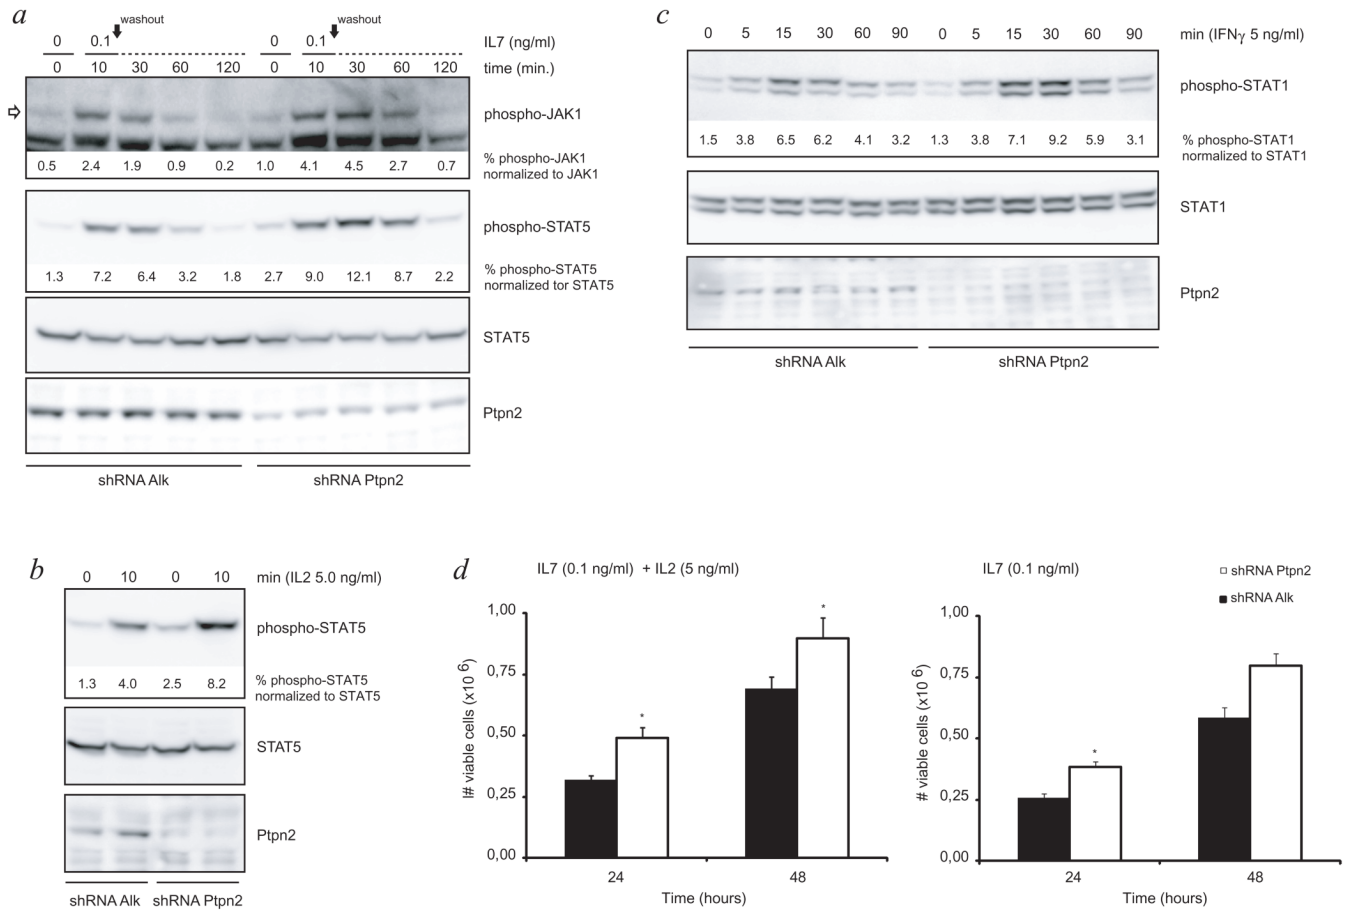 a
washout washout
0 0.1 0 0.1 IL7 (ng/ml)
0 10 30 60 120 0 10 30 60 120 time (min.)
phospho-JAK1
0.5 2.4 1.9 0.9 0.2 1.0 4.1 4.5 2.7 0.7 % phospho-JAK1
normalized to JAK1
phospho-STAT5
1.3 7.2 6.4 3.2 1.8 2.7 9.0 12.1 8.7 2.2 % phospho-STAT5
normalized tor STAT5
STAT5
Ptpn2
shRNA Alk shRNA Ptpn2
c
0 5 15 30 60 90 0 5 15 30 60 90 min (IFNγ 5 ng/ml)
phospho-STAT1
1.5 3.8 6.5 6.2 4.1 3.2 1.3 3.8 7.1 9.2 5.9 3.1 % phospho-STAT1
normalized to STAT1
STAT1
Ptpn2
shRNA Alk shRNA Ptpn2
b
0 10 0 10 min (IL2 5.0 ng/ml)
phospho-STAT5
1.3 4.0 2.5 8.2 % phospho-STAT5
normalized to STAT5
STAT5
Ptpn2
shRNA Alk shRNA Ptpn2
d
IL7 (0.1 ng/ml) + IL2 (5 ng/ml)
l# viable cells (x10 6)
1,00
0,75
0,50
0,25
0,00
*
*
24 48
Time (hours)
IL7 (0.1 ng/ml)
shRNA Ptpn2
shRNA Alk
# viable cells (x10 6)
1,00
0,75
0,50
0,25
0,00
*
24 48
Time (hours)